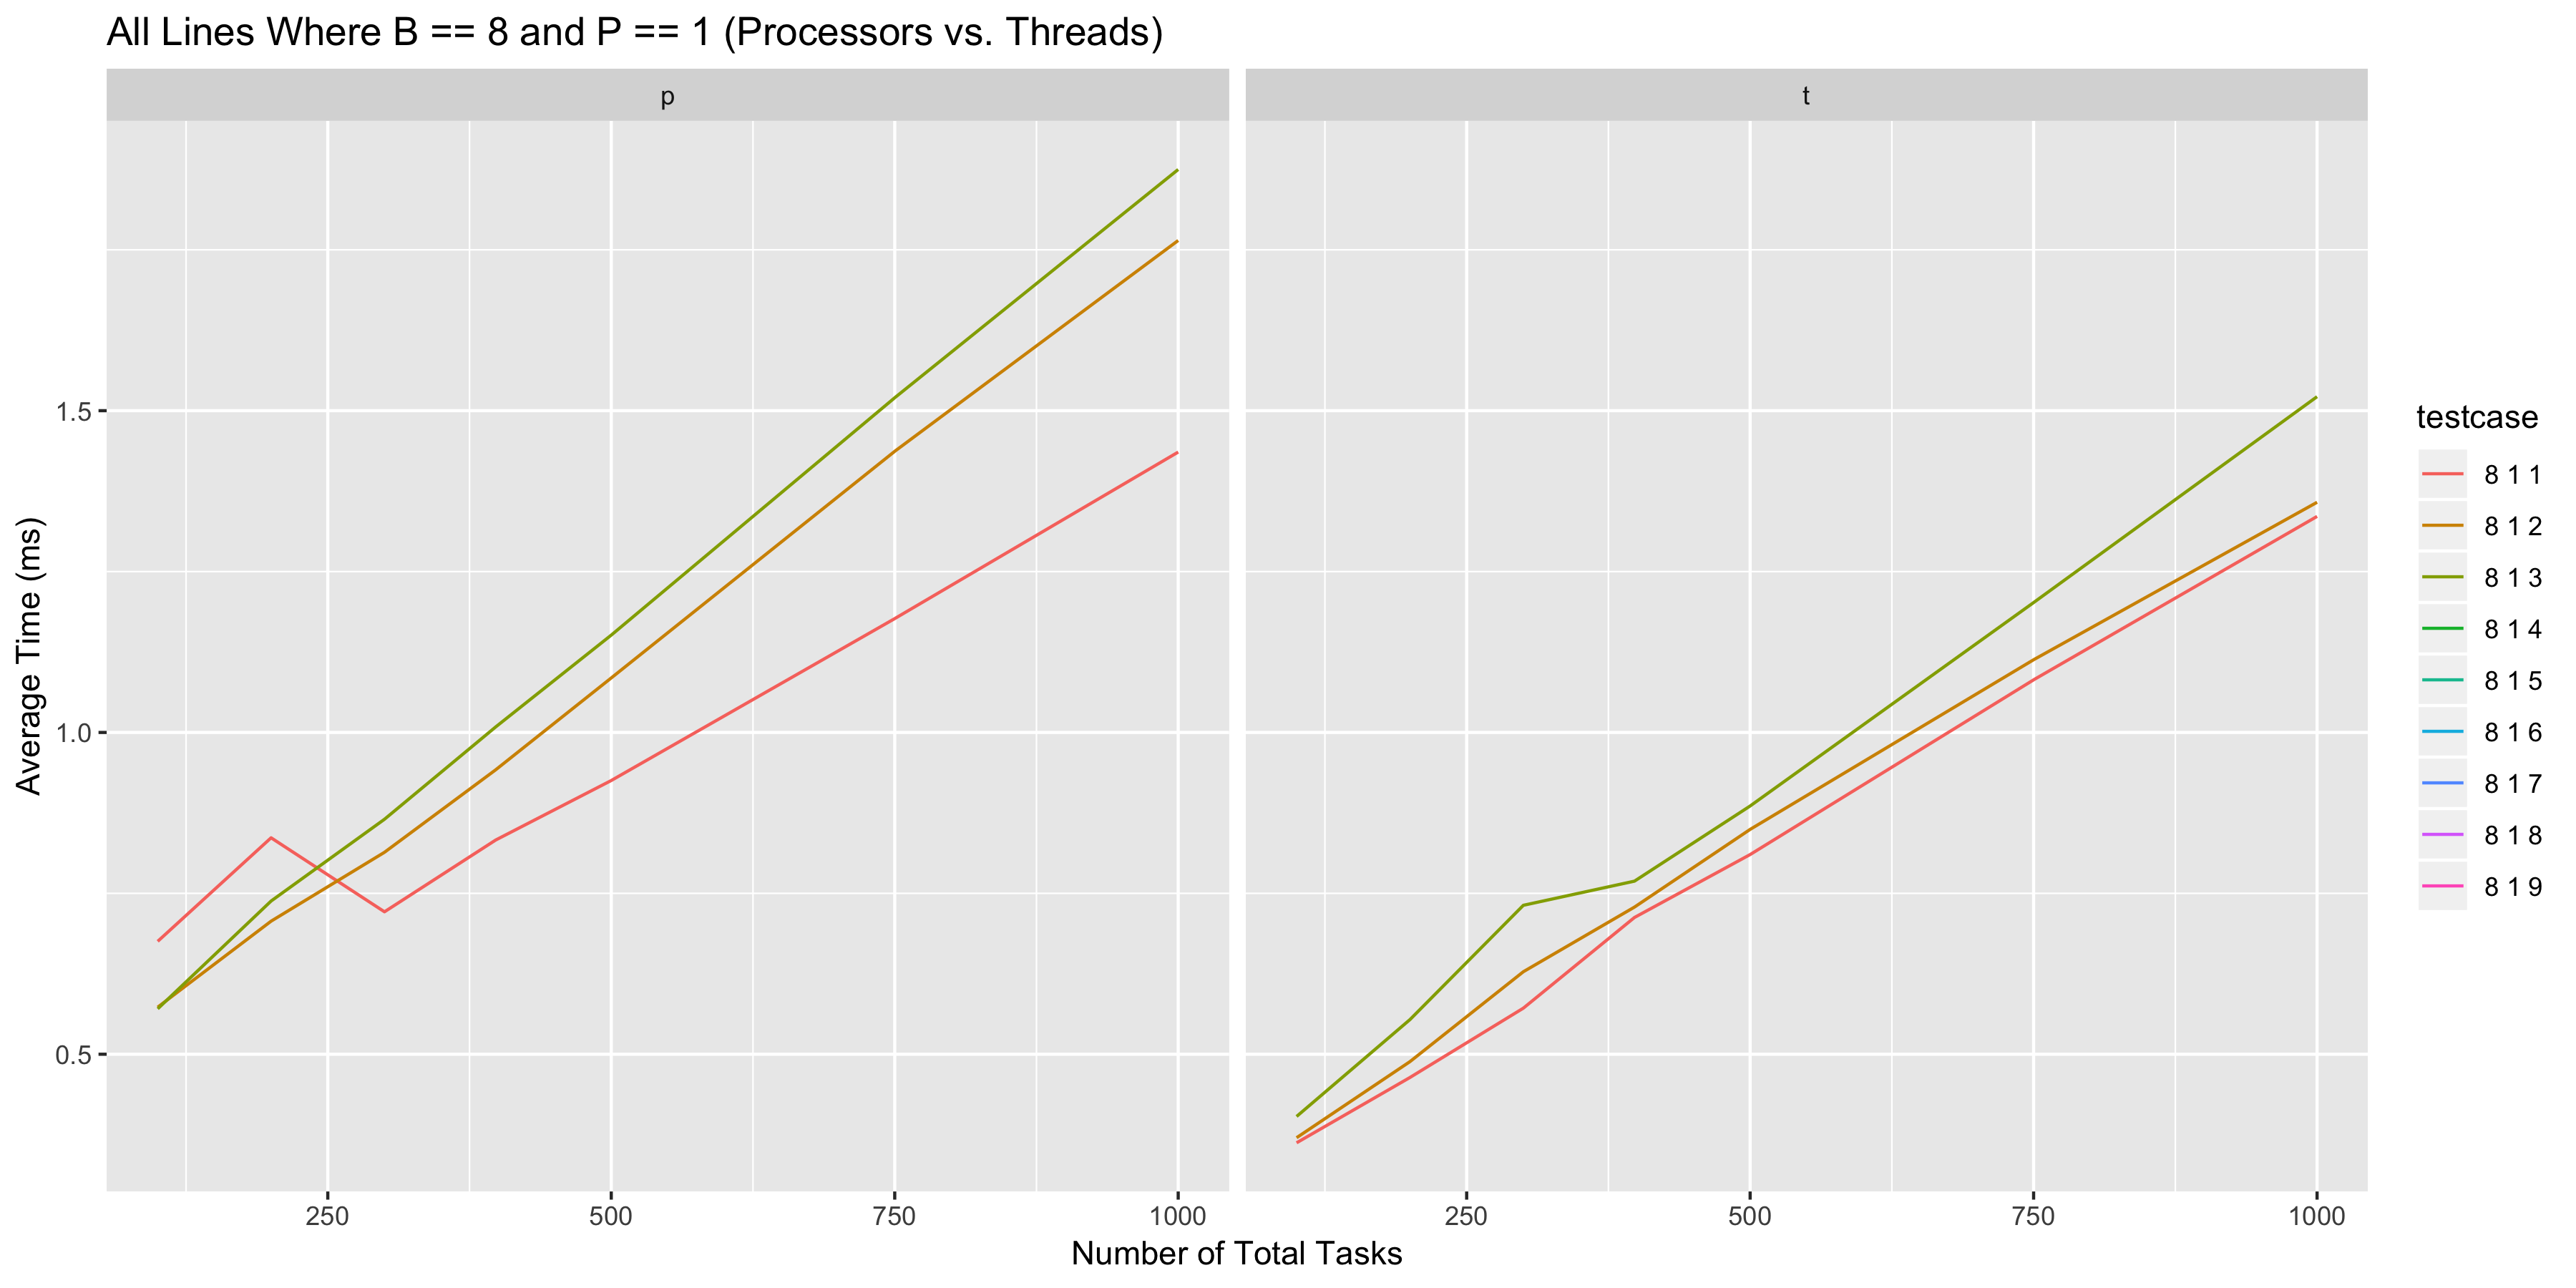 All Lines Where B == 8 and P == 1 (Processors vs. Threads)
p
t
1.5
1.0
0.5
Average Time (ms)
250
500
750
1000
250
500
750
1000
Number of Total Tasks
testcase
8 1 1
8 1 2
8 1 3
8 1 4
8 1 5
8 1 6
8 1 7
8 1 8
8 1 9